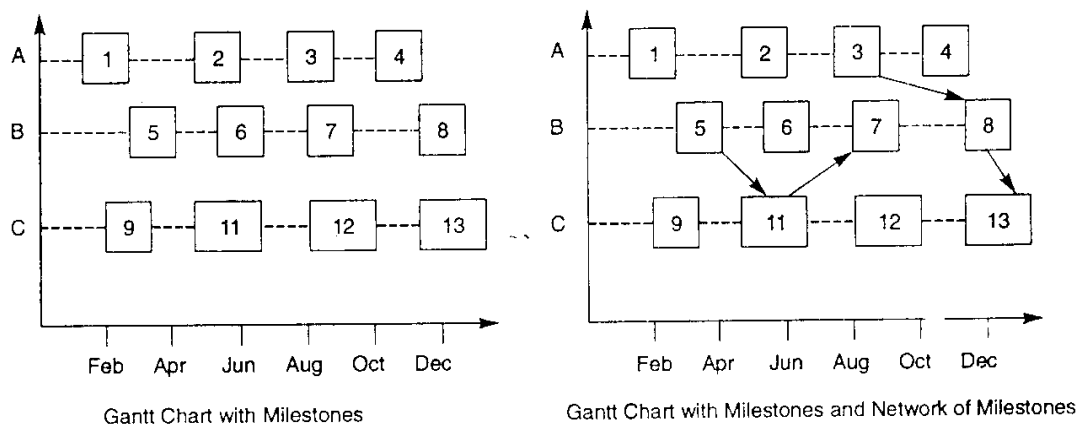 A 1 2 3 4
B 5 6 7 8
C 9 11 12 13
Feb Apr Jun Aug Oct Dec
Gantt Chart with Milestones
A 1 2 3 4
B 5 6 7 8
C 9 11 12 13
Feb Apr Jun Aug Oct Dec
Gantt Chart with Milestones and Network of Milestones